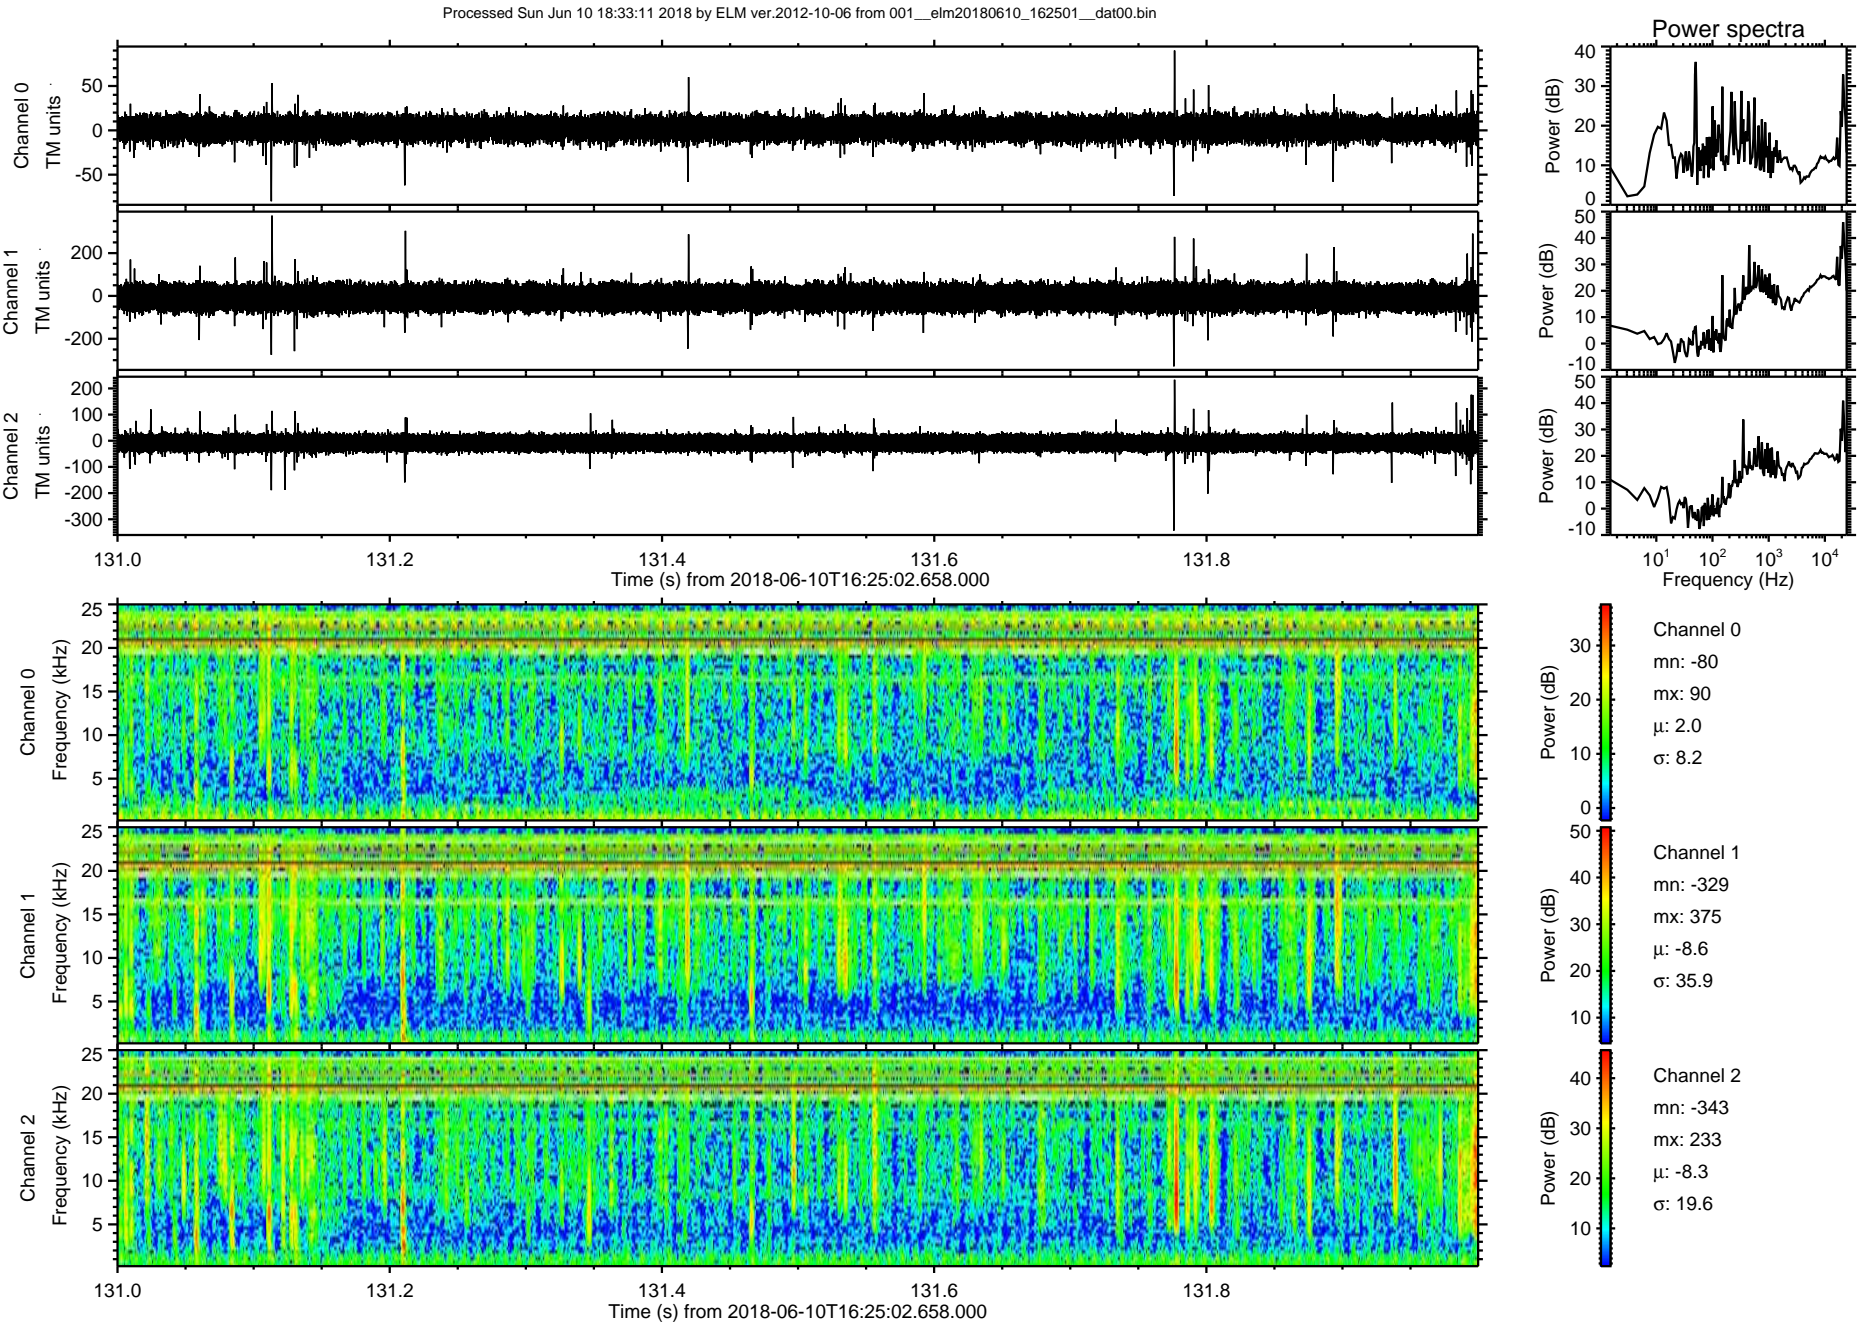 Processed Sun Jun 10 18:33:11 2018 by ELM ver.2012-10-06 from 001__elm20180610_162501__dat00.bin
Power spectra
Channel 0
TM units
50
0
-50
Power (dB)
40
30
20
10
0
Channel 1
TM units
200
0
-200
Power (dB)
50
40
30
20
10
0
-10
Channel 2
TM units
200
100
0
-100
-200
-300
Power (dB)
50
40
30
20
10
0
-10
131.0 131.2 131.4 131.6 131.8
Time (s) from 2018-06-10T16:25:02.658.000
10¹ 10² 10³ 10⁴
Frequency (Hz)
Channel 0
Frequency (kHz)
25
20
15
10
5
Power (dB)
30
20
10
0
Channel 0
mn: -80
mx: 90
μ: 2.0
σ: 8.2
Channel 1
Frequency (kHz)
25
20
15
10
5
Power (dB)
50
40
30
20
10
Channel 1
mn: -329
mx: 375
μ: -8.6
σ: 35.9
Channel 2
Frequency (kHz)
25
20
15
10
5
Power (dB)
40
30
20
10
Channel 2
mn: -343
mx: 233
μ: -8.3
σ: 19.6
131.0 131.2 131.4 131.6 131.8
Time (s) from 2018-06-10T16:25:02.658.000